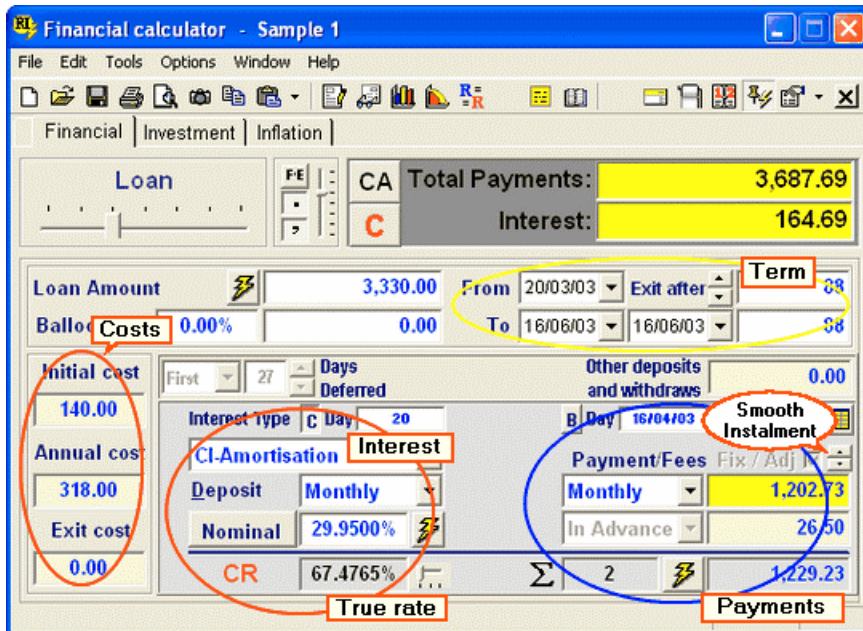 Financial calculator - Sample 1
File Edit Tools Options Window Help
R= =R
Financial Investment Inflation
Loan
F·E
CA Total Payments: 3,687.69
C Interest: 164.69
Term
Loan Amount 3,330.00 From 20/03/03 Exit after 88
Balloo 0.00% 0.00 To 16/06/03 16/06/03 88
Costs
Initial cost First 27 Days Deferred Other deposits and withdraws 0.00
140.00
Interest Type C Day 20 B Day 16/04/03
Smooth Instalment
Annual cost CI-Amortisation Interest Payment/Fees Fix / Adj
318.00 Deposit Monthly Monthly 1,202.73
Exit cost Nominal 29.9500% In Advance 26.50
0.00 CR 67.4765% Σ 2 1,229.23
True rate Payments